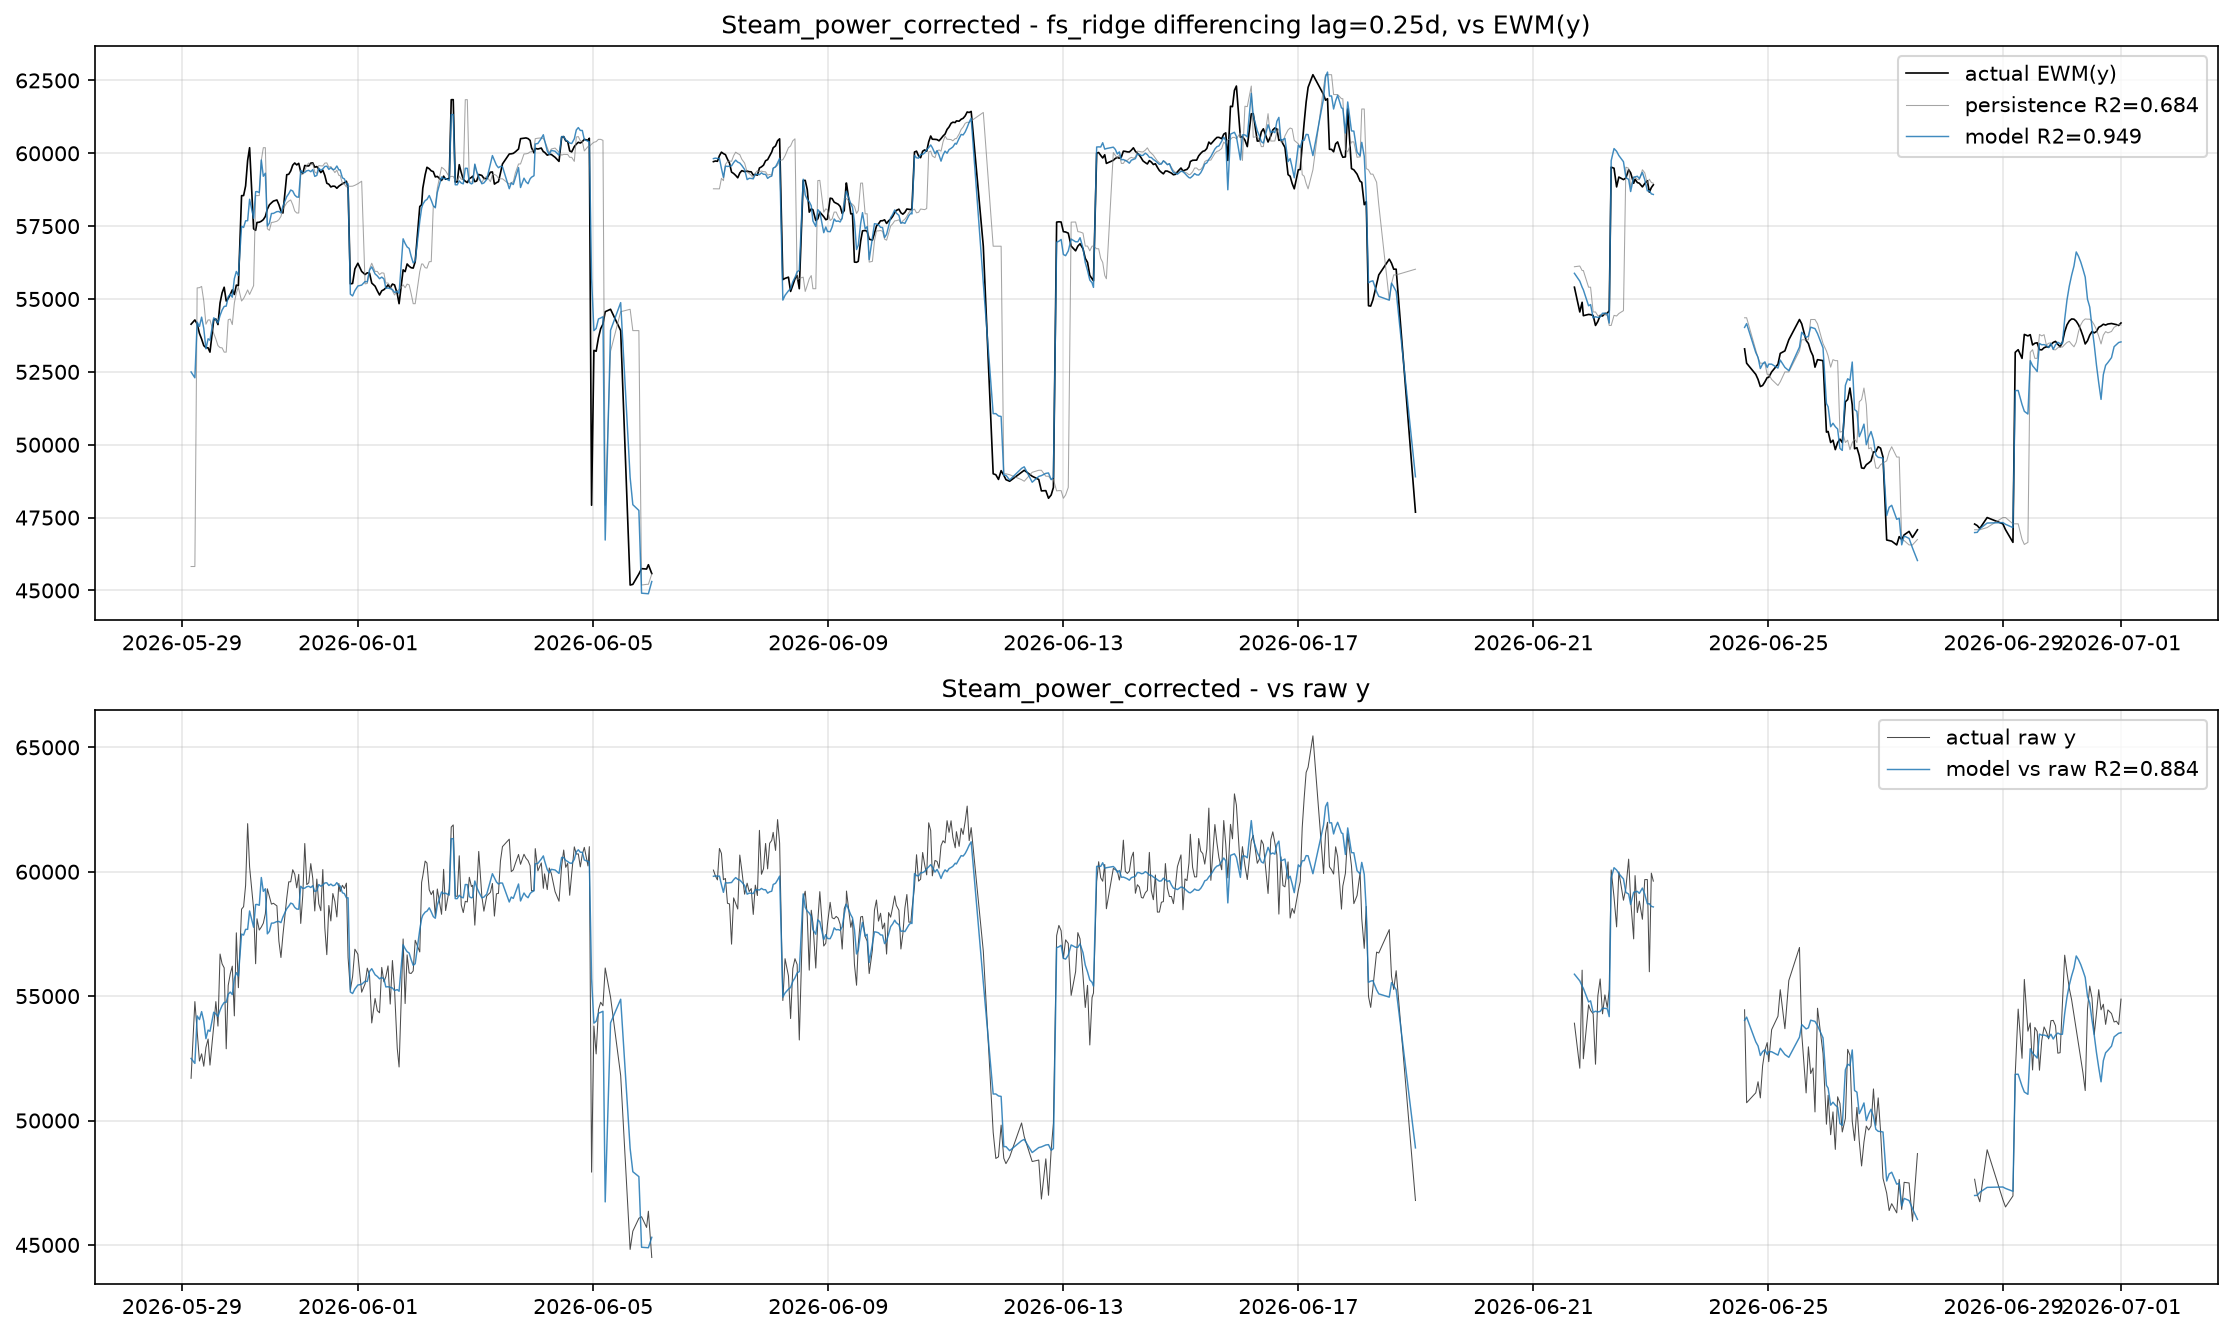 Steam_power_corrected - fs_ridge differencing lag=0.25d, vs EWM(y)
actual EWM(y)
persistence R2=0.684
model R2=0.949
62500
60000
57500
55000
52500
50000
47500
45000
2026-05-29 2026-06-01 2026-06-05 2026-06-09 2026-06-13 2026-06-17 2026-06-21 2026-06-25 2026-06-29 2026-07-01
Steam_power_corrected - vs raw y
actual raw y
model vs raw R2=0.884
65000
60000
55000
50000
45000
2026-05-29 2026-06-01 2026-06-05 2026-06-09 2026-06-13 2026-06-17 2026-06-21 2026-06-25 2026-06-29 2026-07-01